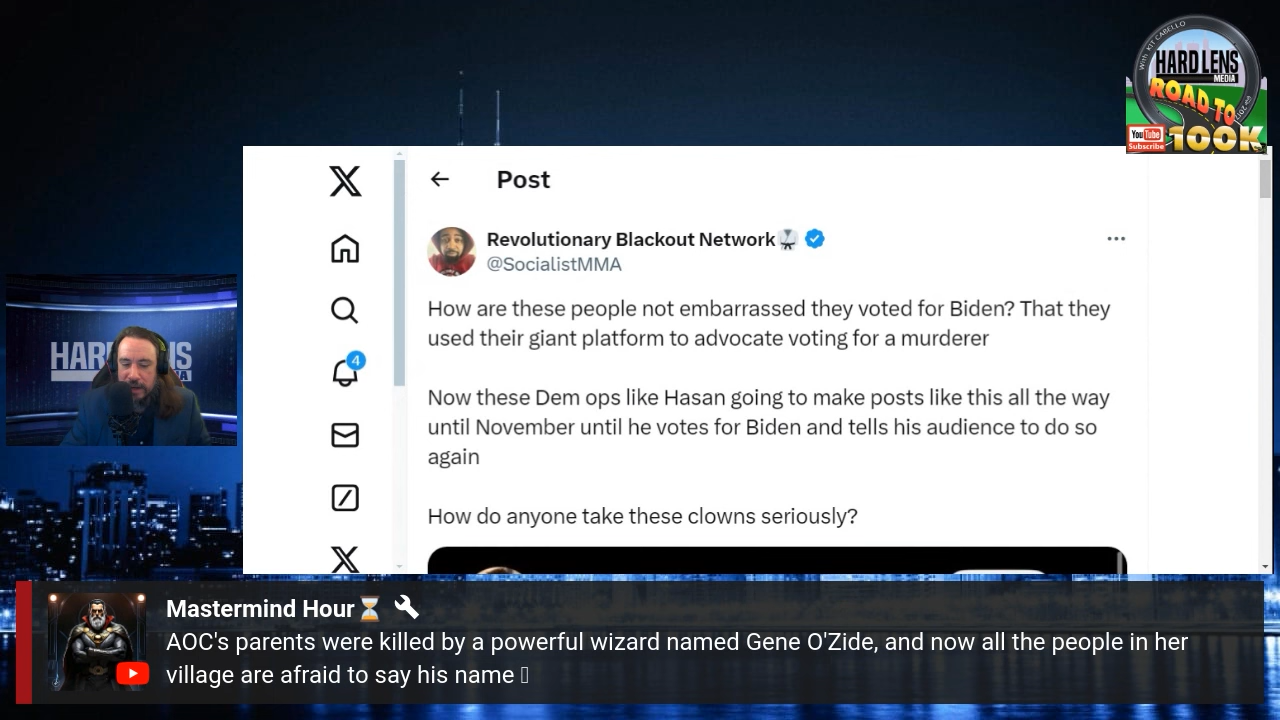 With KIT CABELLO
HARD LENS
MEDIA
ROAD TO
100K
YouTube
Subscribe
X
Post
Revolutionary Blackout Network
@SocialistMMA
How are these people not embarrassed they voted for Biden? That they
used their giant platform to advocate voting for a murderer
Now these Dem ops like Hasan going to make posts like this all the way
until November until he votes for Biden and tells his audience to do so
again
How do anyone take these clowns seriously?
4
X
Mastermind Hour⏳ 🔧
AOC's parents were killed by a powerful wizard named Gene O'Zide, and now all the people in her
village are afraid to say his name